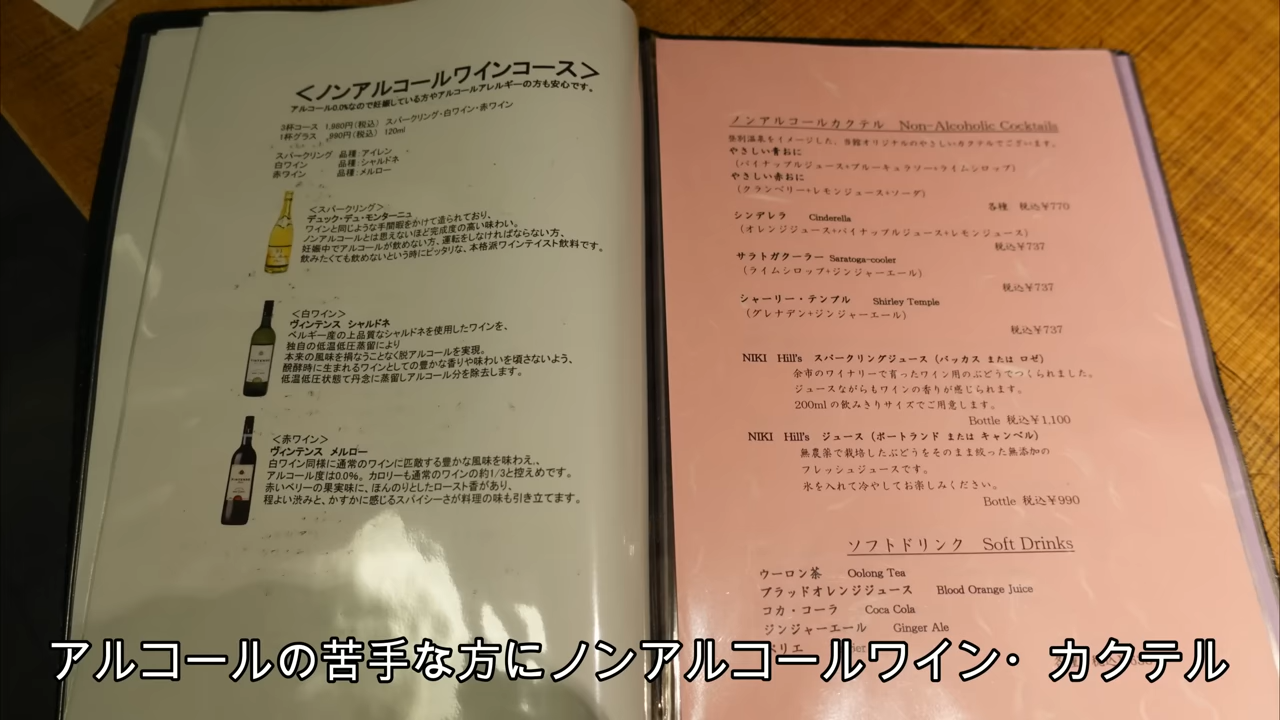 <ノンアルコールワインコース>
アルコール0.0%なので妊娠している方やアルコールアレルギーの方も安心です。
3杯コース 1,980円(税込) スパークリング・白ワイン・赤ワイン
1杯グラス 990円(税込) 120ml
スパークリング 品種:アイレン
白ワイン 品種:シャルドネ
赤ワイン 品種:メルロー
<スパークリング>
デュック・デュ・モンターニュ
ワインと同じような手間暇をかけて造られており、
ノンアルコールとは思えないほど完成度の高い味わい。
妊娠中でアルコールが飲めない方、運転をしなければならない方、
飲みたくても飲めないという時にピッタリな、本格派ワインテイスト飲料です。
<白ワイン>
ヴィンテンス シャルドネ
ベルギー産の上品質なシャルドネを使用したワインを、
独自の低温低圧蒸留により
本来の風味を損なうことなく脱アルコールを実現。
醗酵時に生まれるワインとしての豊かな香りや味わいを頃さないよう、
低温低圧状態て丹念に蒸留しアルコール分を除去します。
<赤ワイン>
ヴィンテンス メルロー
白ワイン同様に通常のワインに匹敵する豊かな風味を味わえ、
アルコール度は0.0%。カロリーも通常のワインの約1/3と控えめです。
赤いベリーの果実味に、ほんのりとしたロースト香があり、
程よい渋みと、かすかに感じるスパイシーさが料理の味も引き立てます。
ノンアルコールカクテル Non-Alcoholic Cocktails
登別温泉をイメージした、当館オリジナルのやさしいカクテルでございます。
やさしい青おに
(パイナップルジュース+ブルーキュラソー+ライムシロップ)
やさしい赤おに
(クランベリー+レモンジュース+ソーダ)
各種 税込¥770
シンデレラ Cinderella
(オレンジジュース+パイナップルジュース+レモンジュース)
税込¥737
サラトガクーラー Saratoga-cooler
(ライムシロップ+ジンジャーエール)
税込¥737
シャーリー・テンプル Shirley Temple
(グレナデン+ジンジャーエール)
税込¥737
NIKI Hill's スパークリングジュース (バッカス または ロゼ)
余市のワイナリーで育ったワイン用のぶどうでつくられました。
ジュースながらもワインの香りが感じられます。
200mlの飲みきりサイズでご用意します。
Bottle 税込¥1,100
NIKI Hill's ジュース (ポートランド または キャンベル)
無農薬で栽培したぶどうをそのまま絞った無添加の
フレッシュジュースです。
氷を入れて冷やしてお楽しみください。
Bottle 税込¥990
ソフトドリンク Soft Drinks
ウーロン茶 Oolong Tea
ブラッドオレンジジュース Blood Orange Juice
コカ・コーラ Coca Cola
ジンジャーエール Ginger Ale
ペリエ
アルコールの苦手な方にノンアルコールワイン・カクテル